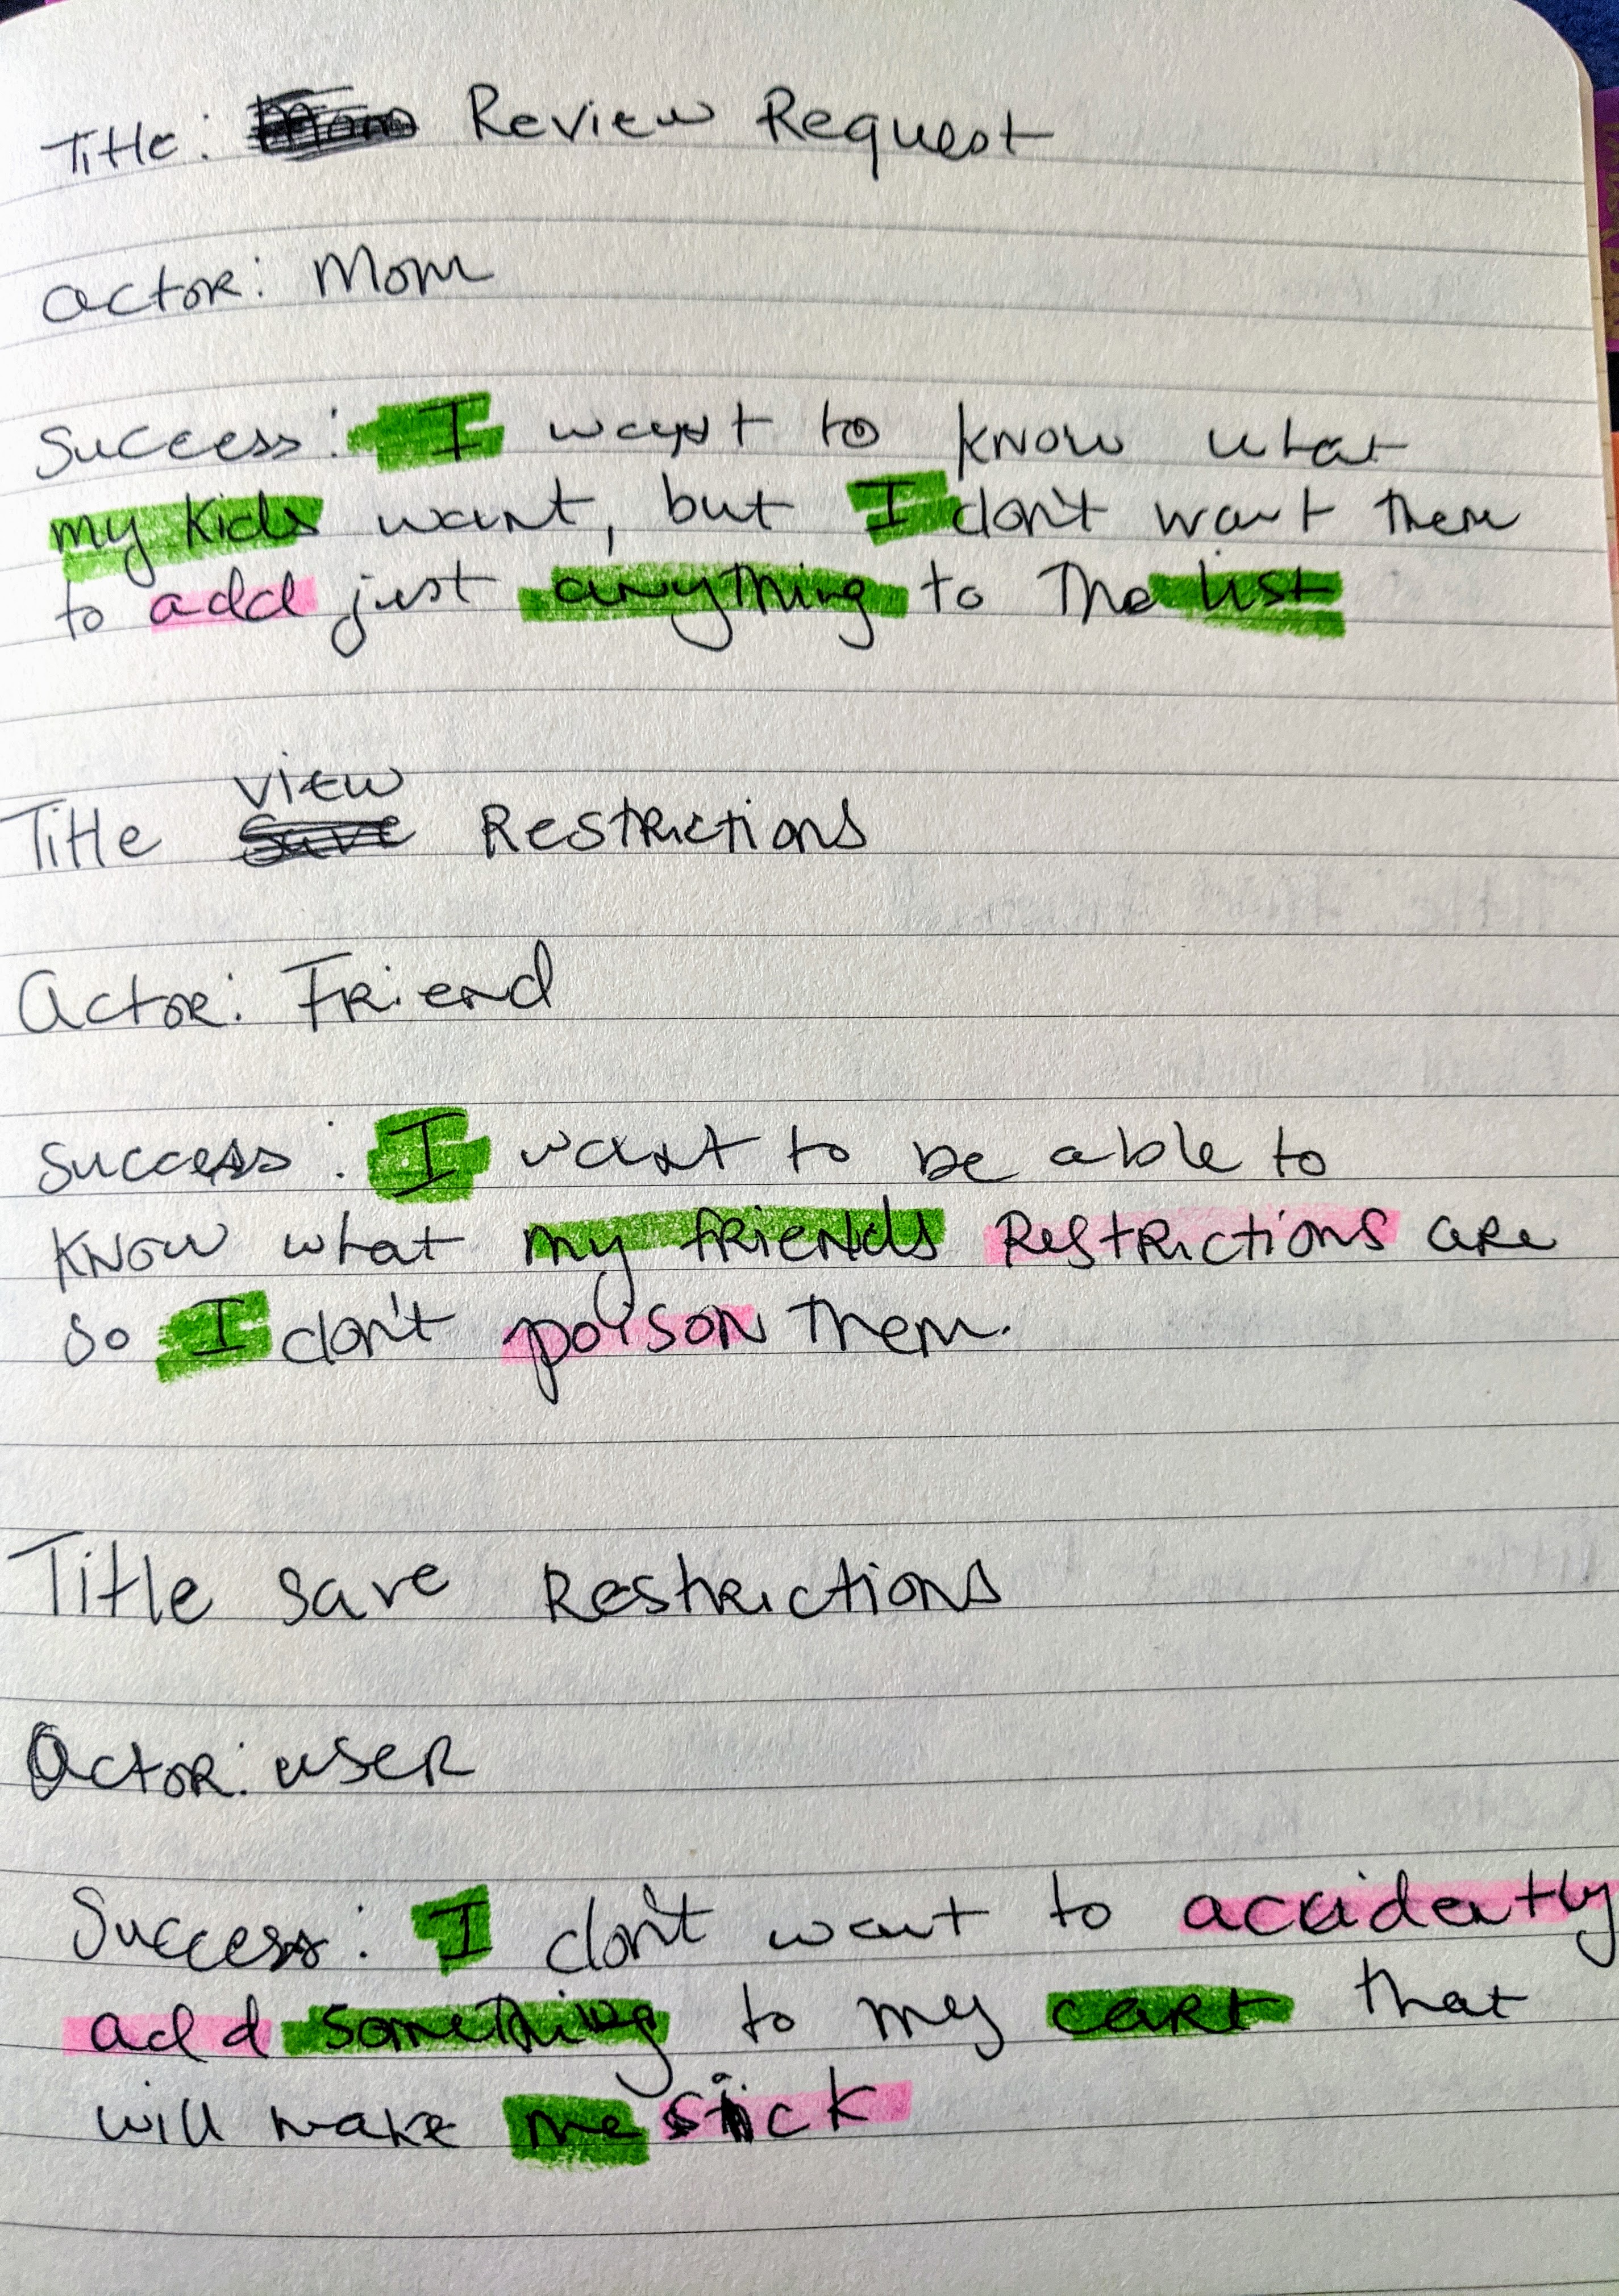 Title: Review Request
Actor: Mom
Success: I want to know what
my kids want, but I don't want them
to add just anything to the list
view
Title Save Restrictions
Actor: Friend
Success: I want to be able to
know what my friends Restrictions are
so I don't poison them.
Title save Restrictions
Actor: user
Success: I don't want to accidently
add something to my cart that
will make me sick